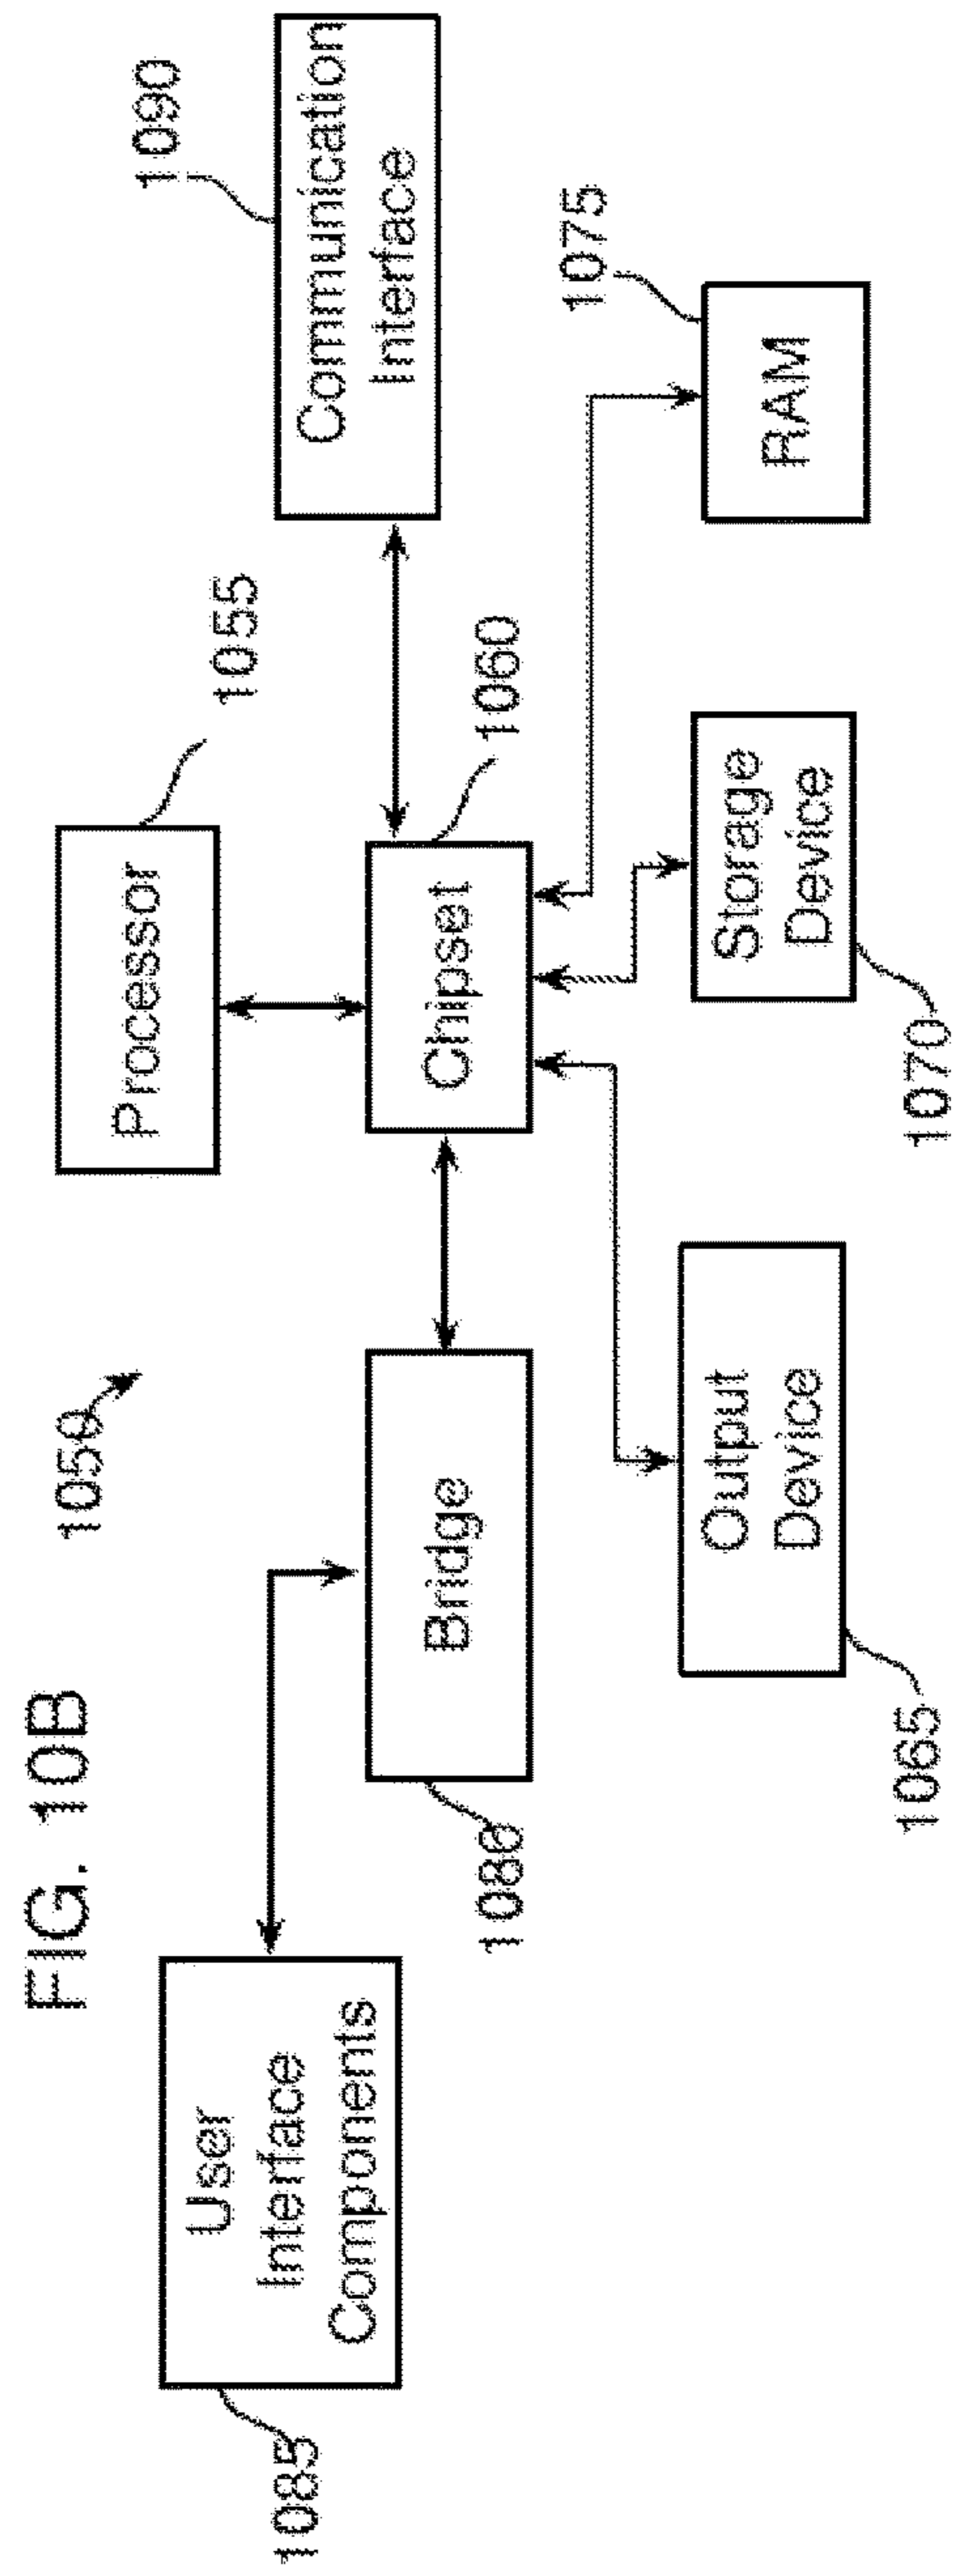 FIG. 10B
1050
1055
Processor
1090
Communication
Interface
1085
User
Interface
Components
1080
Bridge
1060
Chipset
1065
Output
Device
1070
Storage
Device
1075
RAM